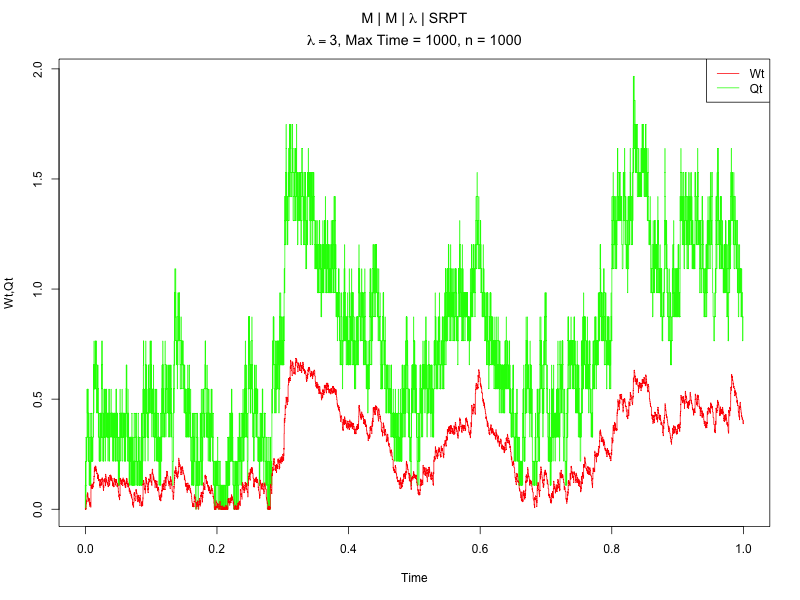 M | M | λ | SRPT
λ = 3, Max Time = 1000, n = 1000
Wt
Qt
2.0
1.5
1.0
0.5
0.0
Wt,Qt
0.0 0.2 0.4 0.6 0.8 1.0
Time